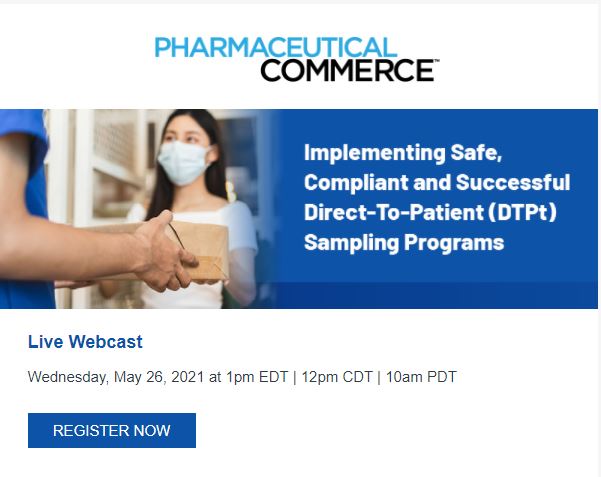 PHARMACEUTICAL
COMMERCE™
Implementing Safe,
Compliant and Successful
Direct-To-Patient (DTPt)
Sampling Programs
Live Webcast
Wednesday, May 26, 2021 at 1pm EDT | 12pm CDT | 10am PDT
REGISTER NOW